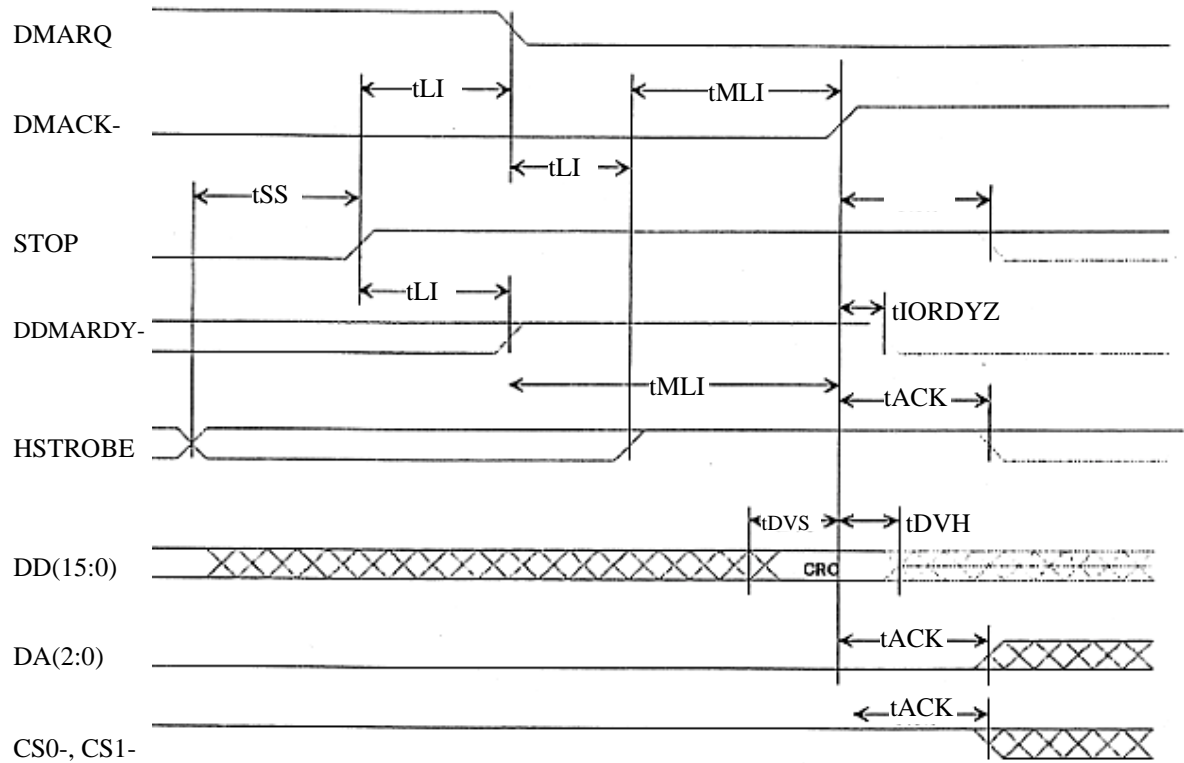 DMARQ
tLI
tMLI
DMACK-
tLI
tSS
STOP
tLI
tIORDYZ
DDMARDY-
tMLI
tACK
HSTROBE
tDVS
tDVH
DD(15:0)
CRC
tACK
DA(2:0)
tACK
CS0-, CS1-